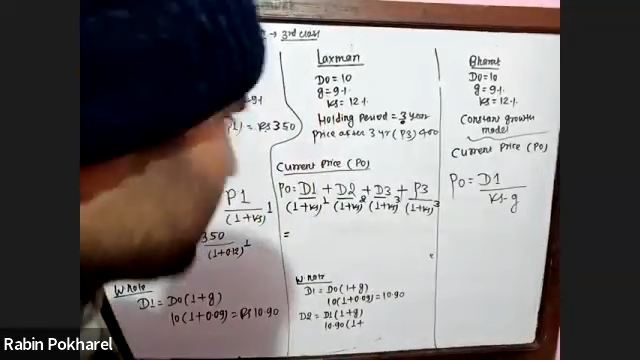 → 3rd class
= 9%
P1) = Rs 350
P1
(1+ks)1
350
(1+0.12)1
W.Note
D1 = D0(1+g)
10(1+0.09) = Rs 10.90
Laxman
D0 = 10
g = 9%
ks = 12%
Holding Period = 3 year
Price after 3 yr (P3) 400
Current Price (P0)
P0 = D1 + D2 + D3 + P3
(1+ks)1 (1+ks)2 (1+ks)3 (1+ks)3
=
W.Note
D1 = D0(1+g)
10(1+0.09) = 10.90
D2 = D1(1+g)
10.90(1+
Bharat
D0 = 10
g = 9%
ks = 12%
Constant growth
model
Current Price (P0)
P0 = D1
ks-g
Rabin Pokharel